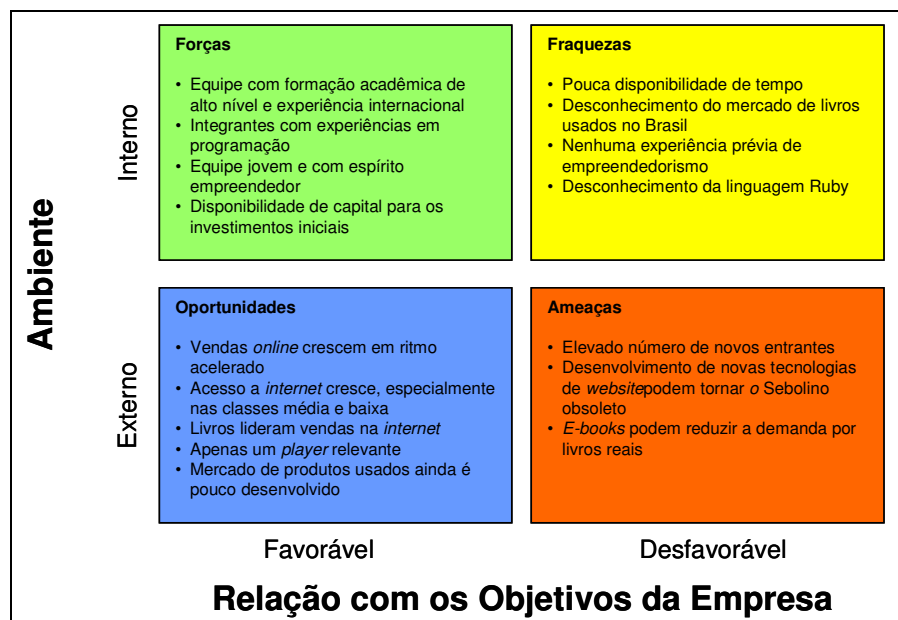 Ambiente
Interno
Forças
• Equipe com formação acadêmica de
alto nível e experiência internacional
• Integrantes com experiências em
programação
• Equipe jovem e com espírito
empreendedor
• Disponibilidade de capital para os
investimentos iniciais
Fraquezas
• Pouca disponibilidade de tempo
• Desconhecimento do mercado de livros
usados no Brasil
• Nenhuma experiência prévia de
empreendedorismo
• Desconhecimento da linguagem Ruby
Externo
Oportunidades
• Vendas online crescem em ritmo
acelerado
• Acesso a internet cresce, especialmente
nas classes média e baixa
• Livros lideram vendas na internet
• Apenas um player relevante
• Mercado de produtos usados ainda é
pouco desenvolvido
Ameaças
• Elevado número de novos entrantes
• Desenvolvimento de novas tecnologias
de websitepodem tornar o Sebolino
obsoleto
• E-books podem reduzir a demanda por
livros reais
Favorável
Desfavorável
Relação com os Objetivos da Empresa